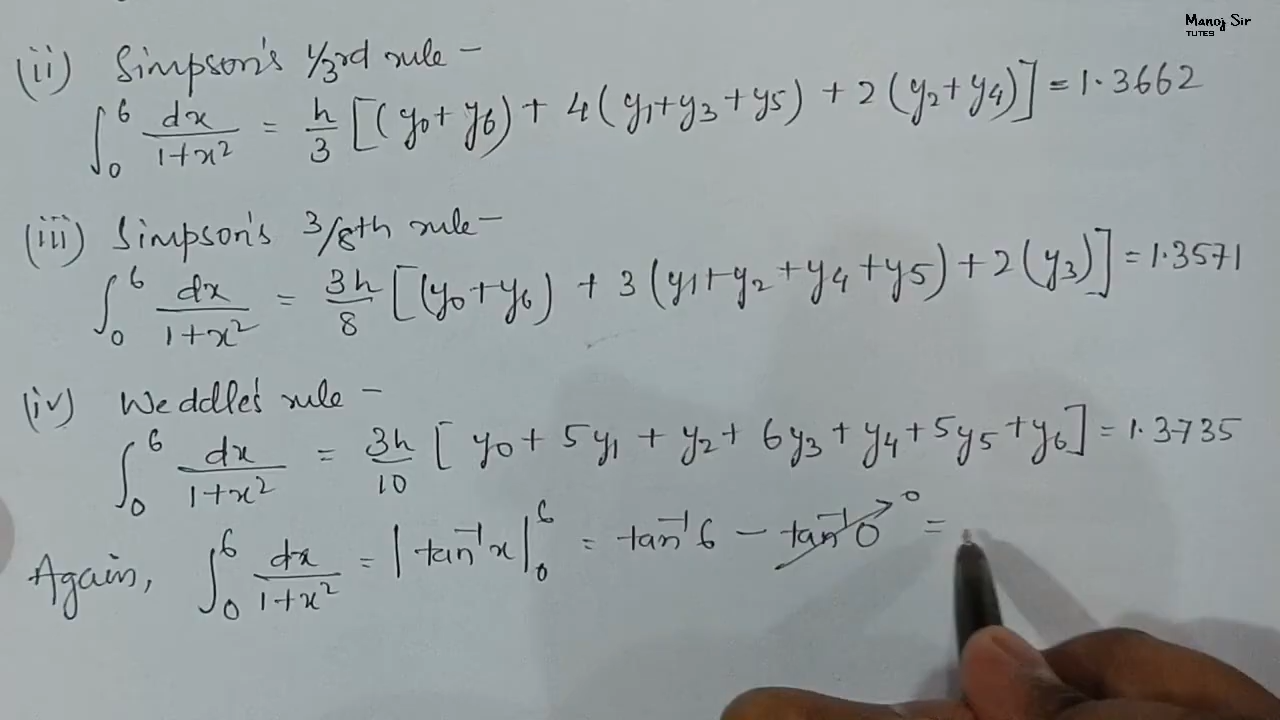 Manoj Sir
TUTES
(ii) Simpson's 1/3rd rule -
∫₀⁶ dx/(1+x²) = h/3 [(y₀+y₆) + 4(y₁+y₃+y₅) + 2(y₂+y₄)] = 1.3662
(iii) Simpson's 3/8th rule -
∫₀⁶ dx/(1+x²) = 3h/8 [(y₀+y₆) + 3(y₁+y₂+y₄+y₅) + 2(y₃)] = 1.3571
(iv) Weddle's rule -
∫₀⁶ dx/(1+x²) = 3h/10 [y₀ + 5y₁ + y₂ + 6y₃ + y₄ + 5y₅ + y₆] = 1.3735
Again, ∫₀⁶ dx/(1+x²) = |tan⁻¹x|₀⁶ = tan⁻¹6 - tan⁻¹0 → 0 =